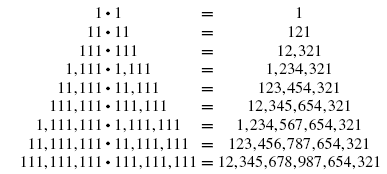 1 • 1 = 1
11 • 11 = 121
111 • 111 = 12,321
1,111 • 1,111 = 1,234,321
11,111 • 11,111 = 123,454,321
111,111 • 111,111 = 12,345,654,321
1,111,111 • 1,111,111 = 1,234,567,654,321
11,111,111 • 11,111,111 = 123,456,787,654,321
111,111,111 • 111,111,111 = 12,345,678,987,654,321